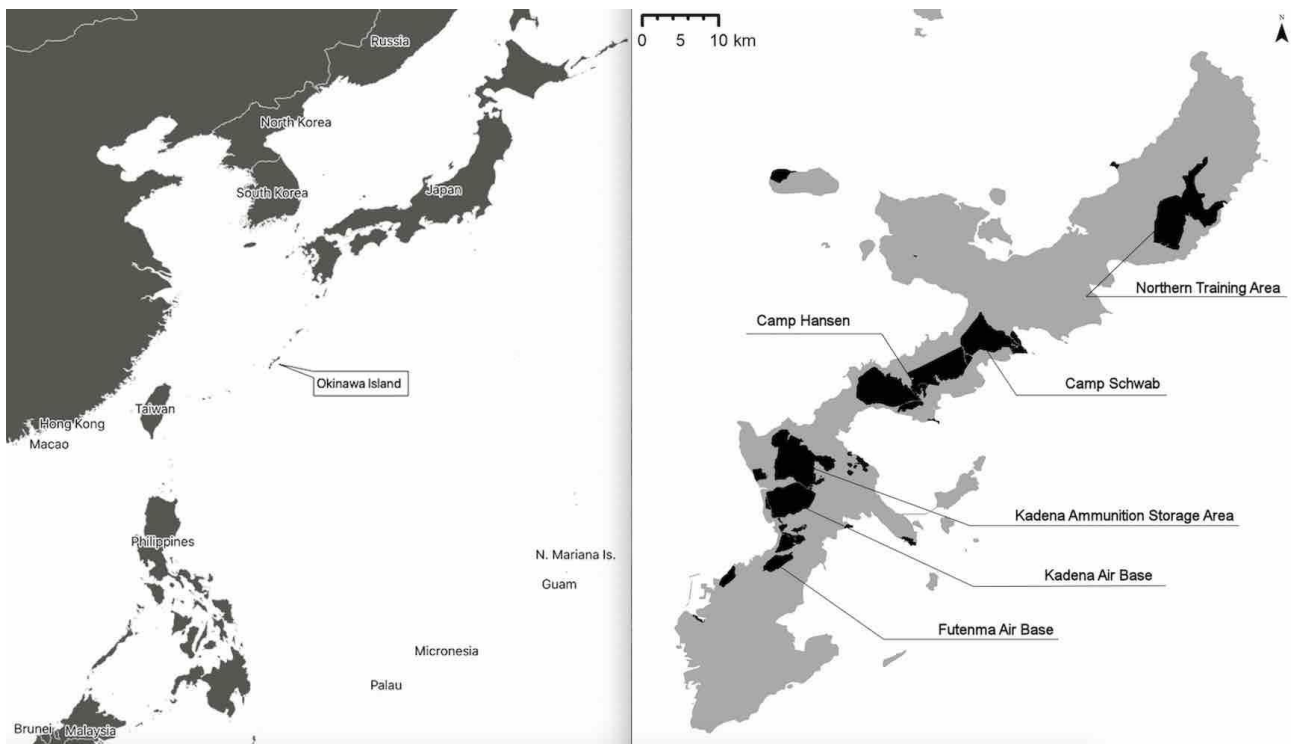 Russia
North Korea
South Korea
Japan
Okinawa Island
Taiwan
Hong Kong
Macao
Philippines
N. Mariana Is.
Guam
Micronesia
Palau
Brunei
Malaysia
0 5 10 km
N
Northern Training Area
Camp Hansen
Camp Schwab
Kadena Ammunition Storage Area
Kadena Air Base
Futenma Air Base